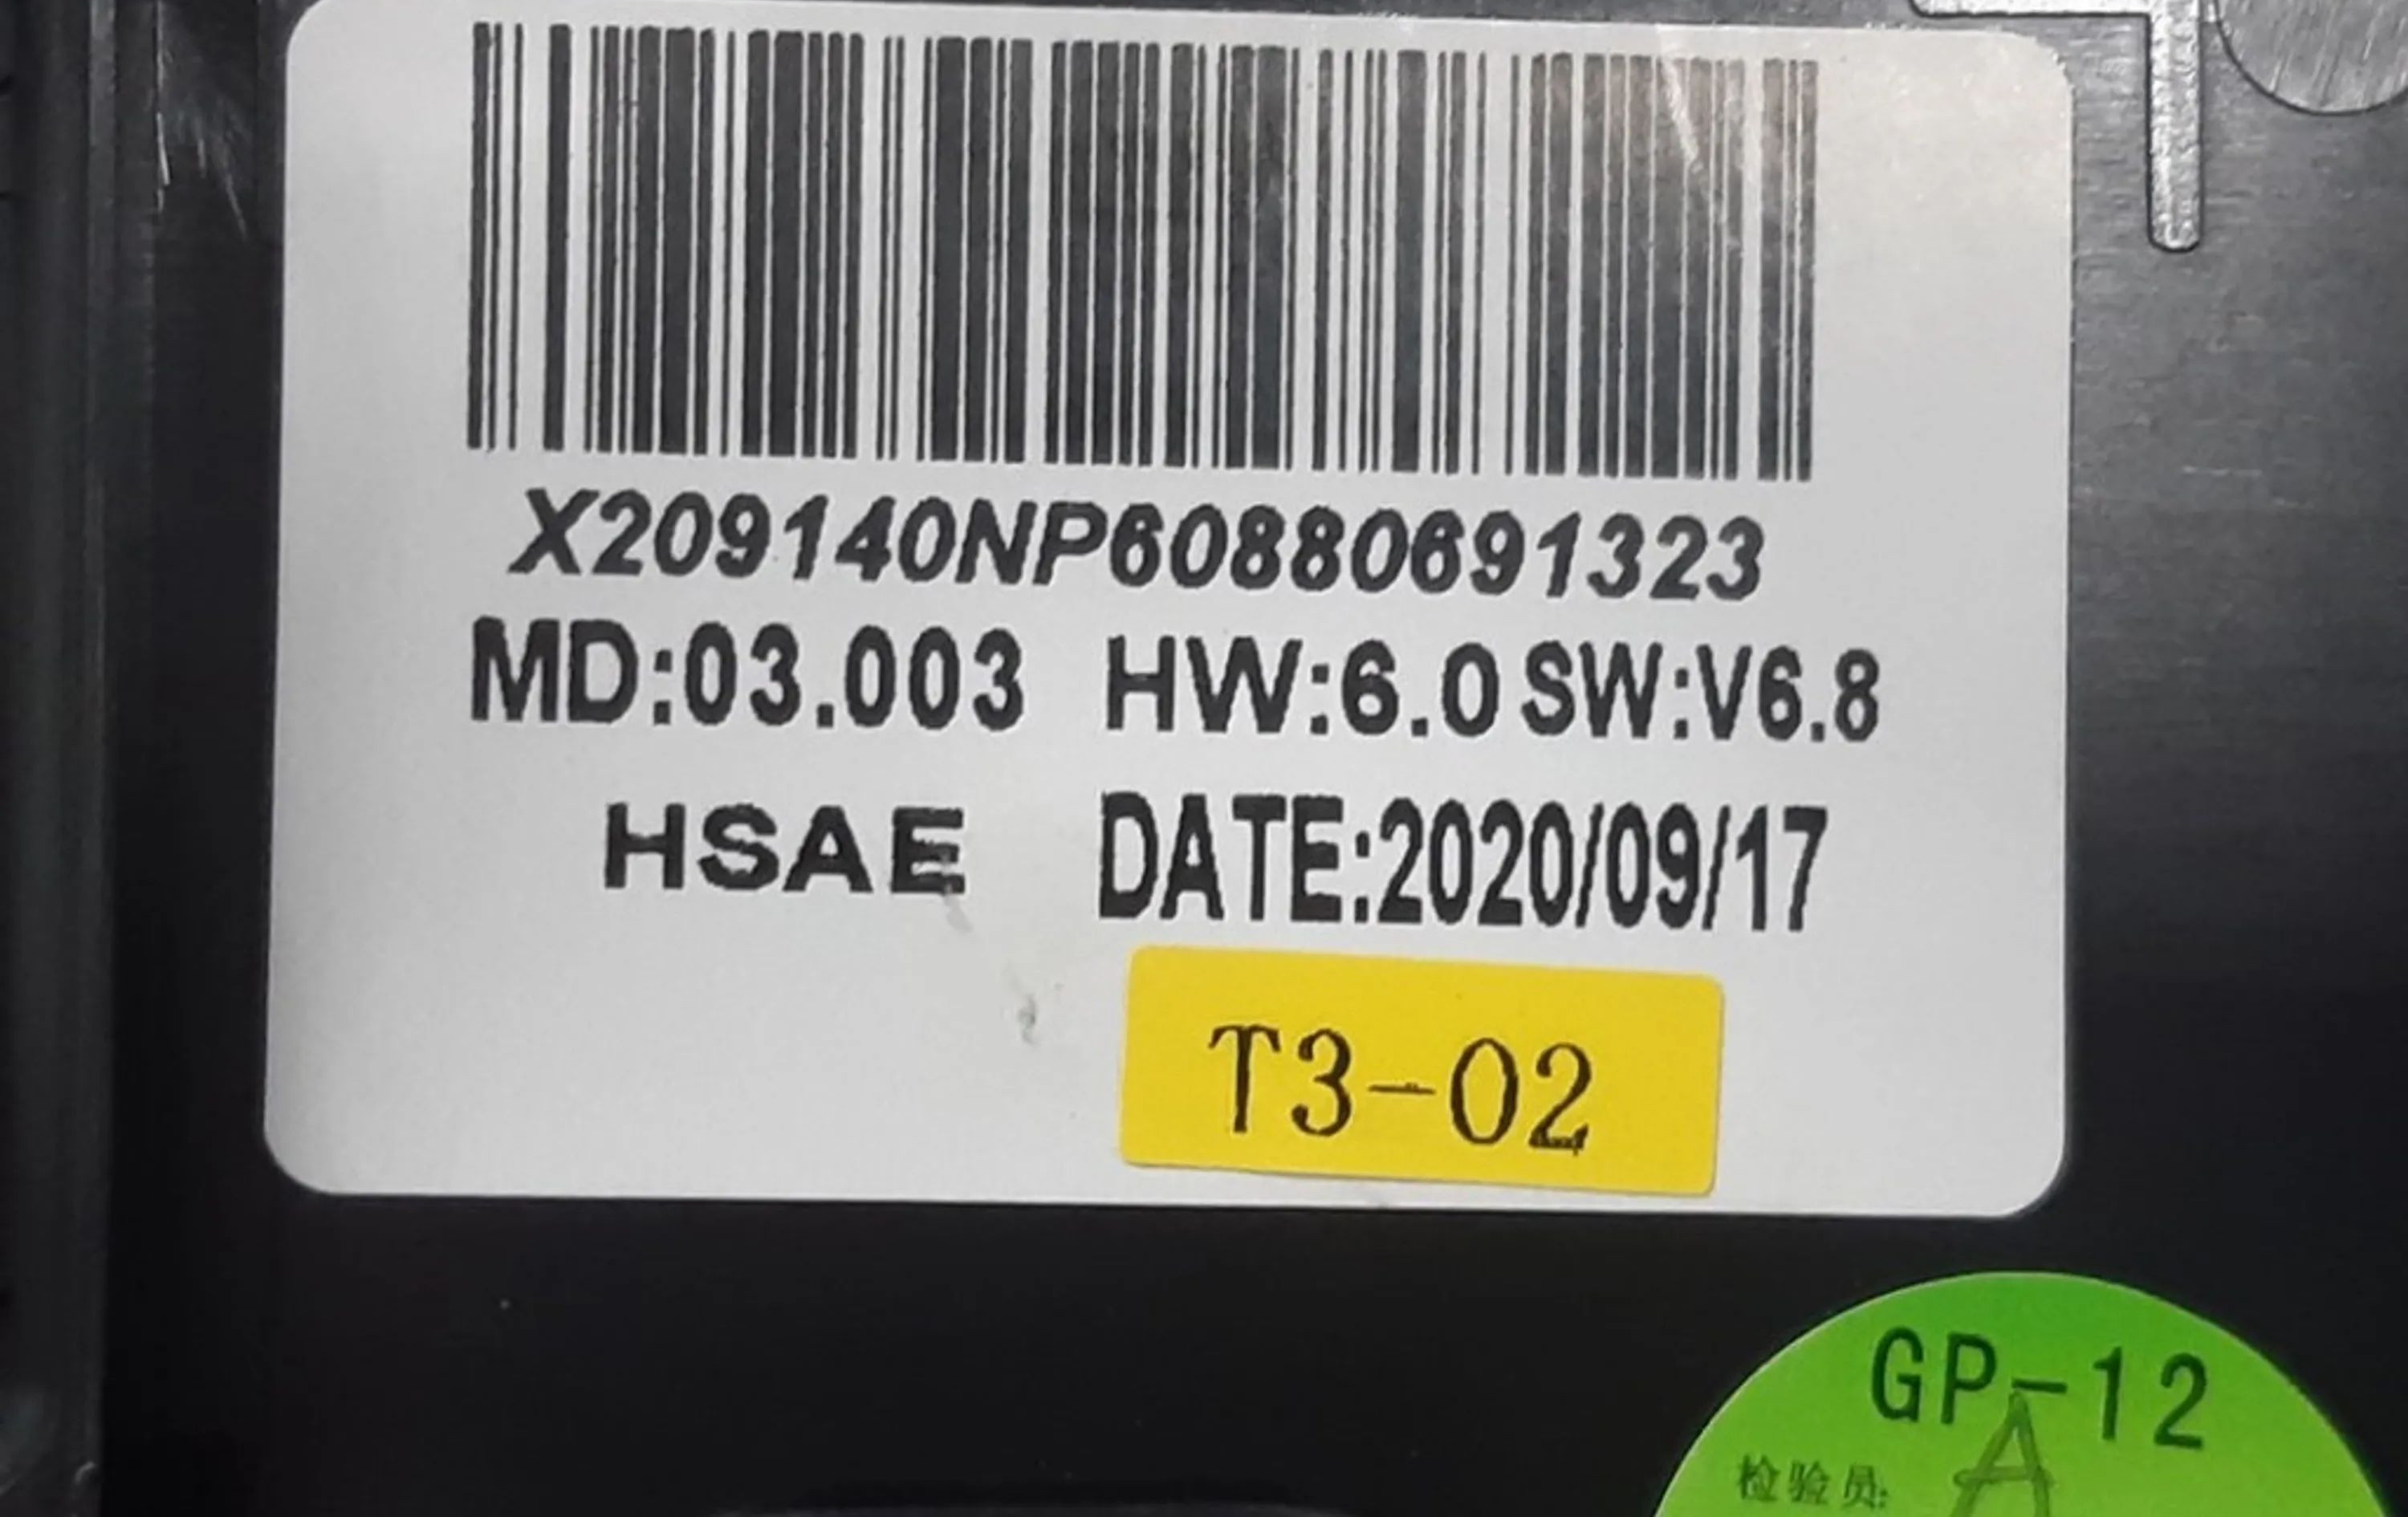 X209140NP60880691323
MD:03.003 HW:6.0 SW:V6.8
HSAE DATE:2020/09/17
T3-02
GP-12
检验员: A